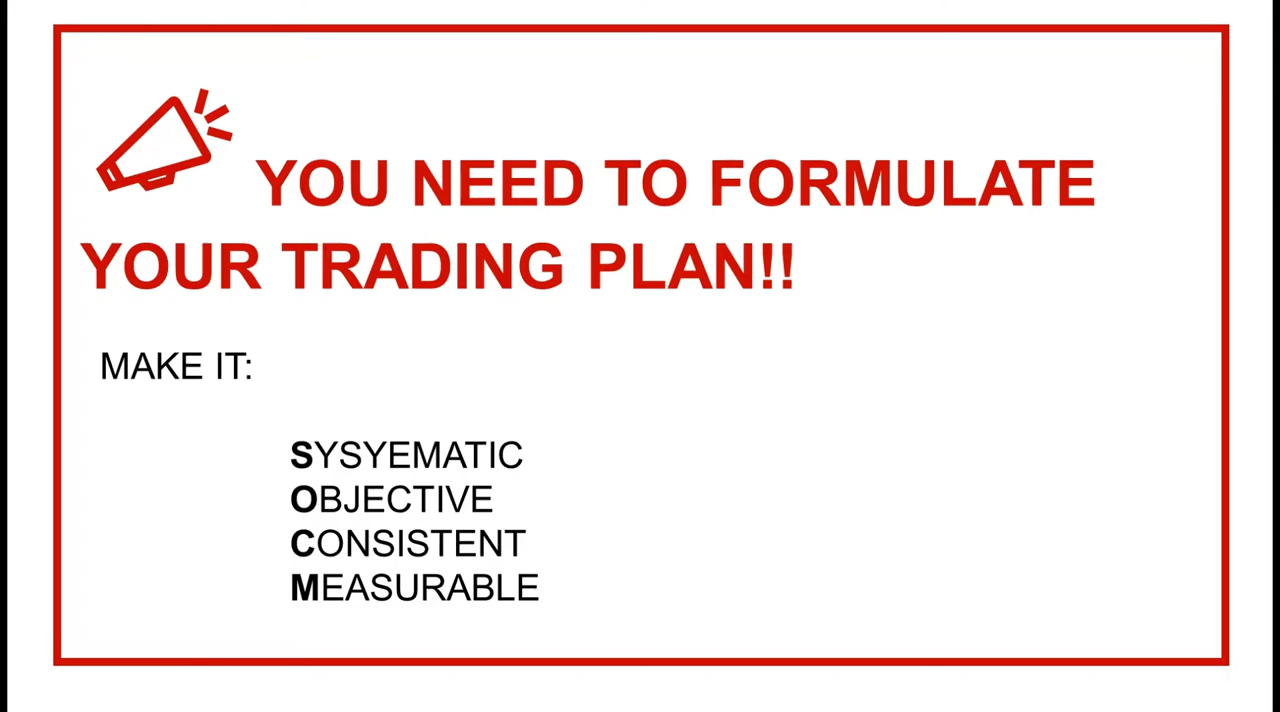 YOU NEED TO FORMULATE
YOUR TRADING PLAN!!
MAKE IT:
SYSYEMATIC
OBJECTIVE
CONSISTENT
MEASURABLE